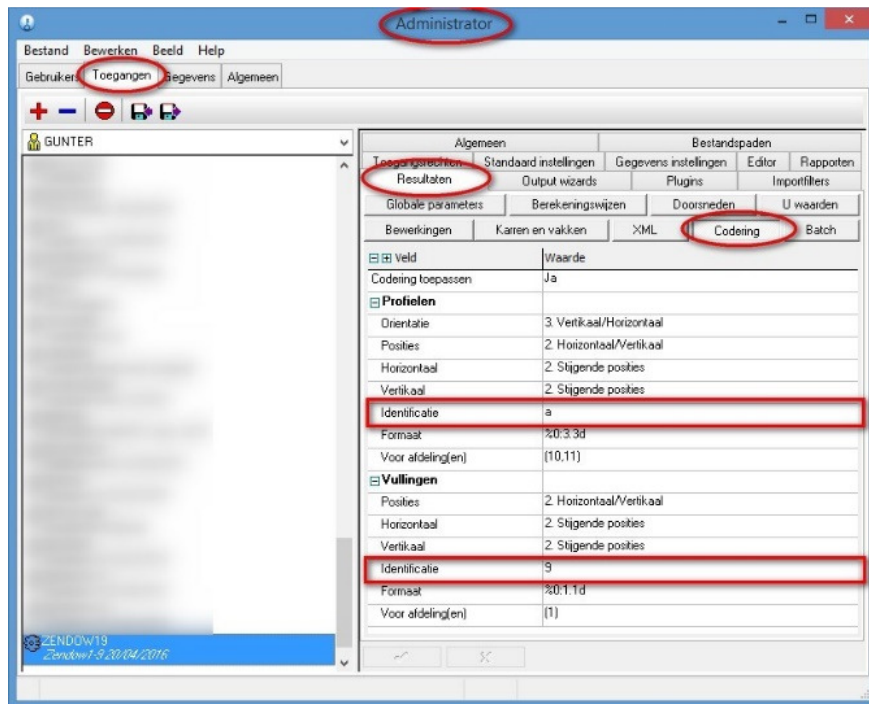 Administrator
Bestand Bewerken Beeld Help
Gebruikers Toegangen Gegevens Algemeen
GUNTER
Algemeen Bestandspaden
Toegangsrechten Standaard instellingen Gegevens instellingen Editor Rapporten
Resultaten Output wizards Plugins Importfilters
Globale parameters Berekeningswijzen Doorsneden U waarden
Bewerkingen Karren en vakken XML Codering Batch
Veld Waarde
Codering toepassen Ja
Profielen
Orientatie 3. Vertikaal/Horizontaal
Posities 2. Horizontaal/Vertikaal
Horizontaal 2. Stijgende posities
Vertikaal 2. Stijgende posities
Identificatie a
Formaat %0:3.3d
Voor afdeling(en) (10,11)
Vullingen
Posities 2. Horizontaal/Vertikaal
Horizontaal 2. Stijgende posities
Vertikaal 2. Stijgende posities
Identificatie 9
Formaat %0:1.1d
Voor afdeling(en) (1)
ZENDOW19
Zendow1-9 20/04/2016